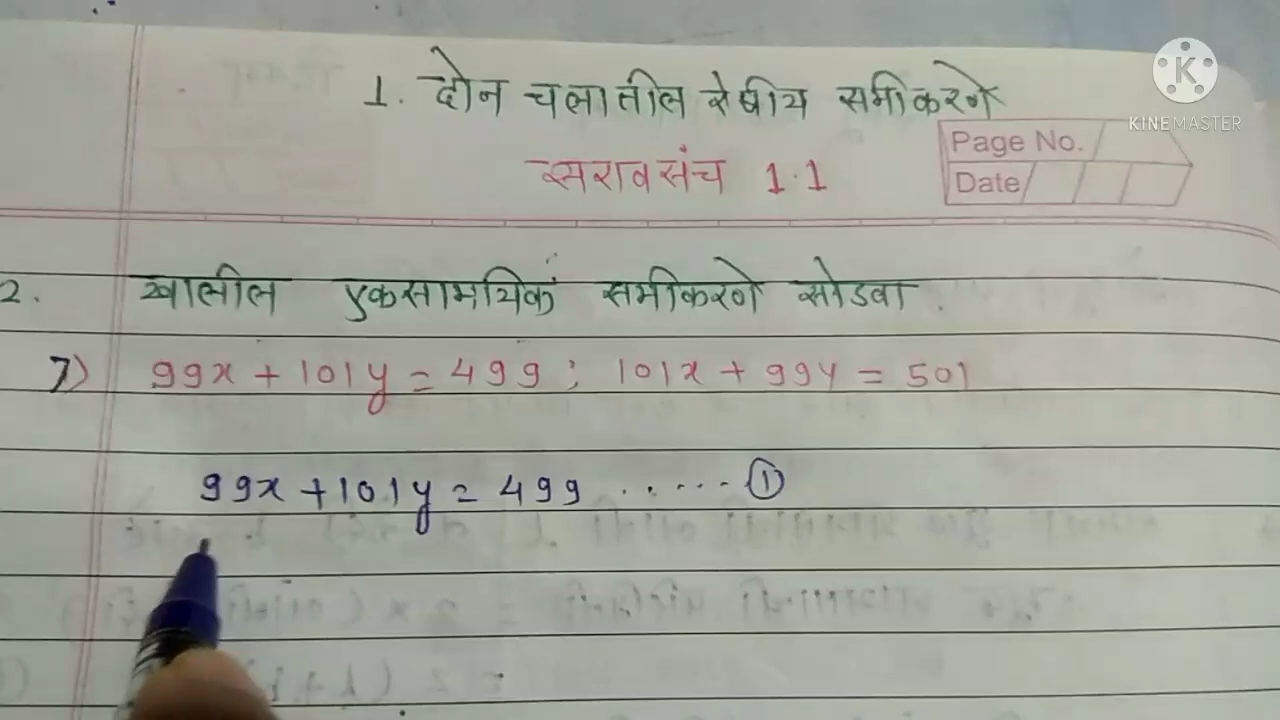 1. दोन चलातील रेषीय समीकरणे
KINEMASTER
Page No.
सरावसंच 1.1
Date
2. खालील एकसामयिक समीकरणे सोडवा.
7) 99x + 101y = 499 ; 101x + 99y = 501
99x + 101y = 499 ........ ①